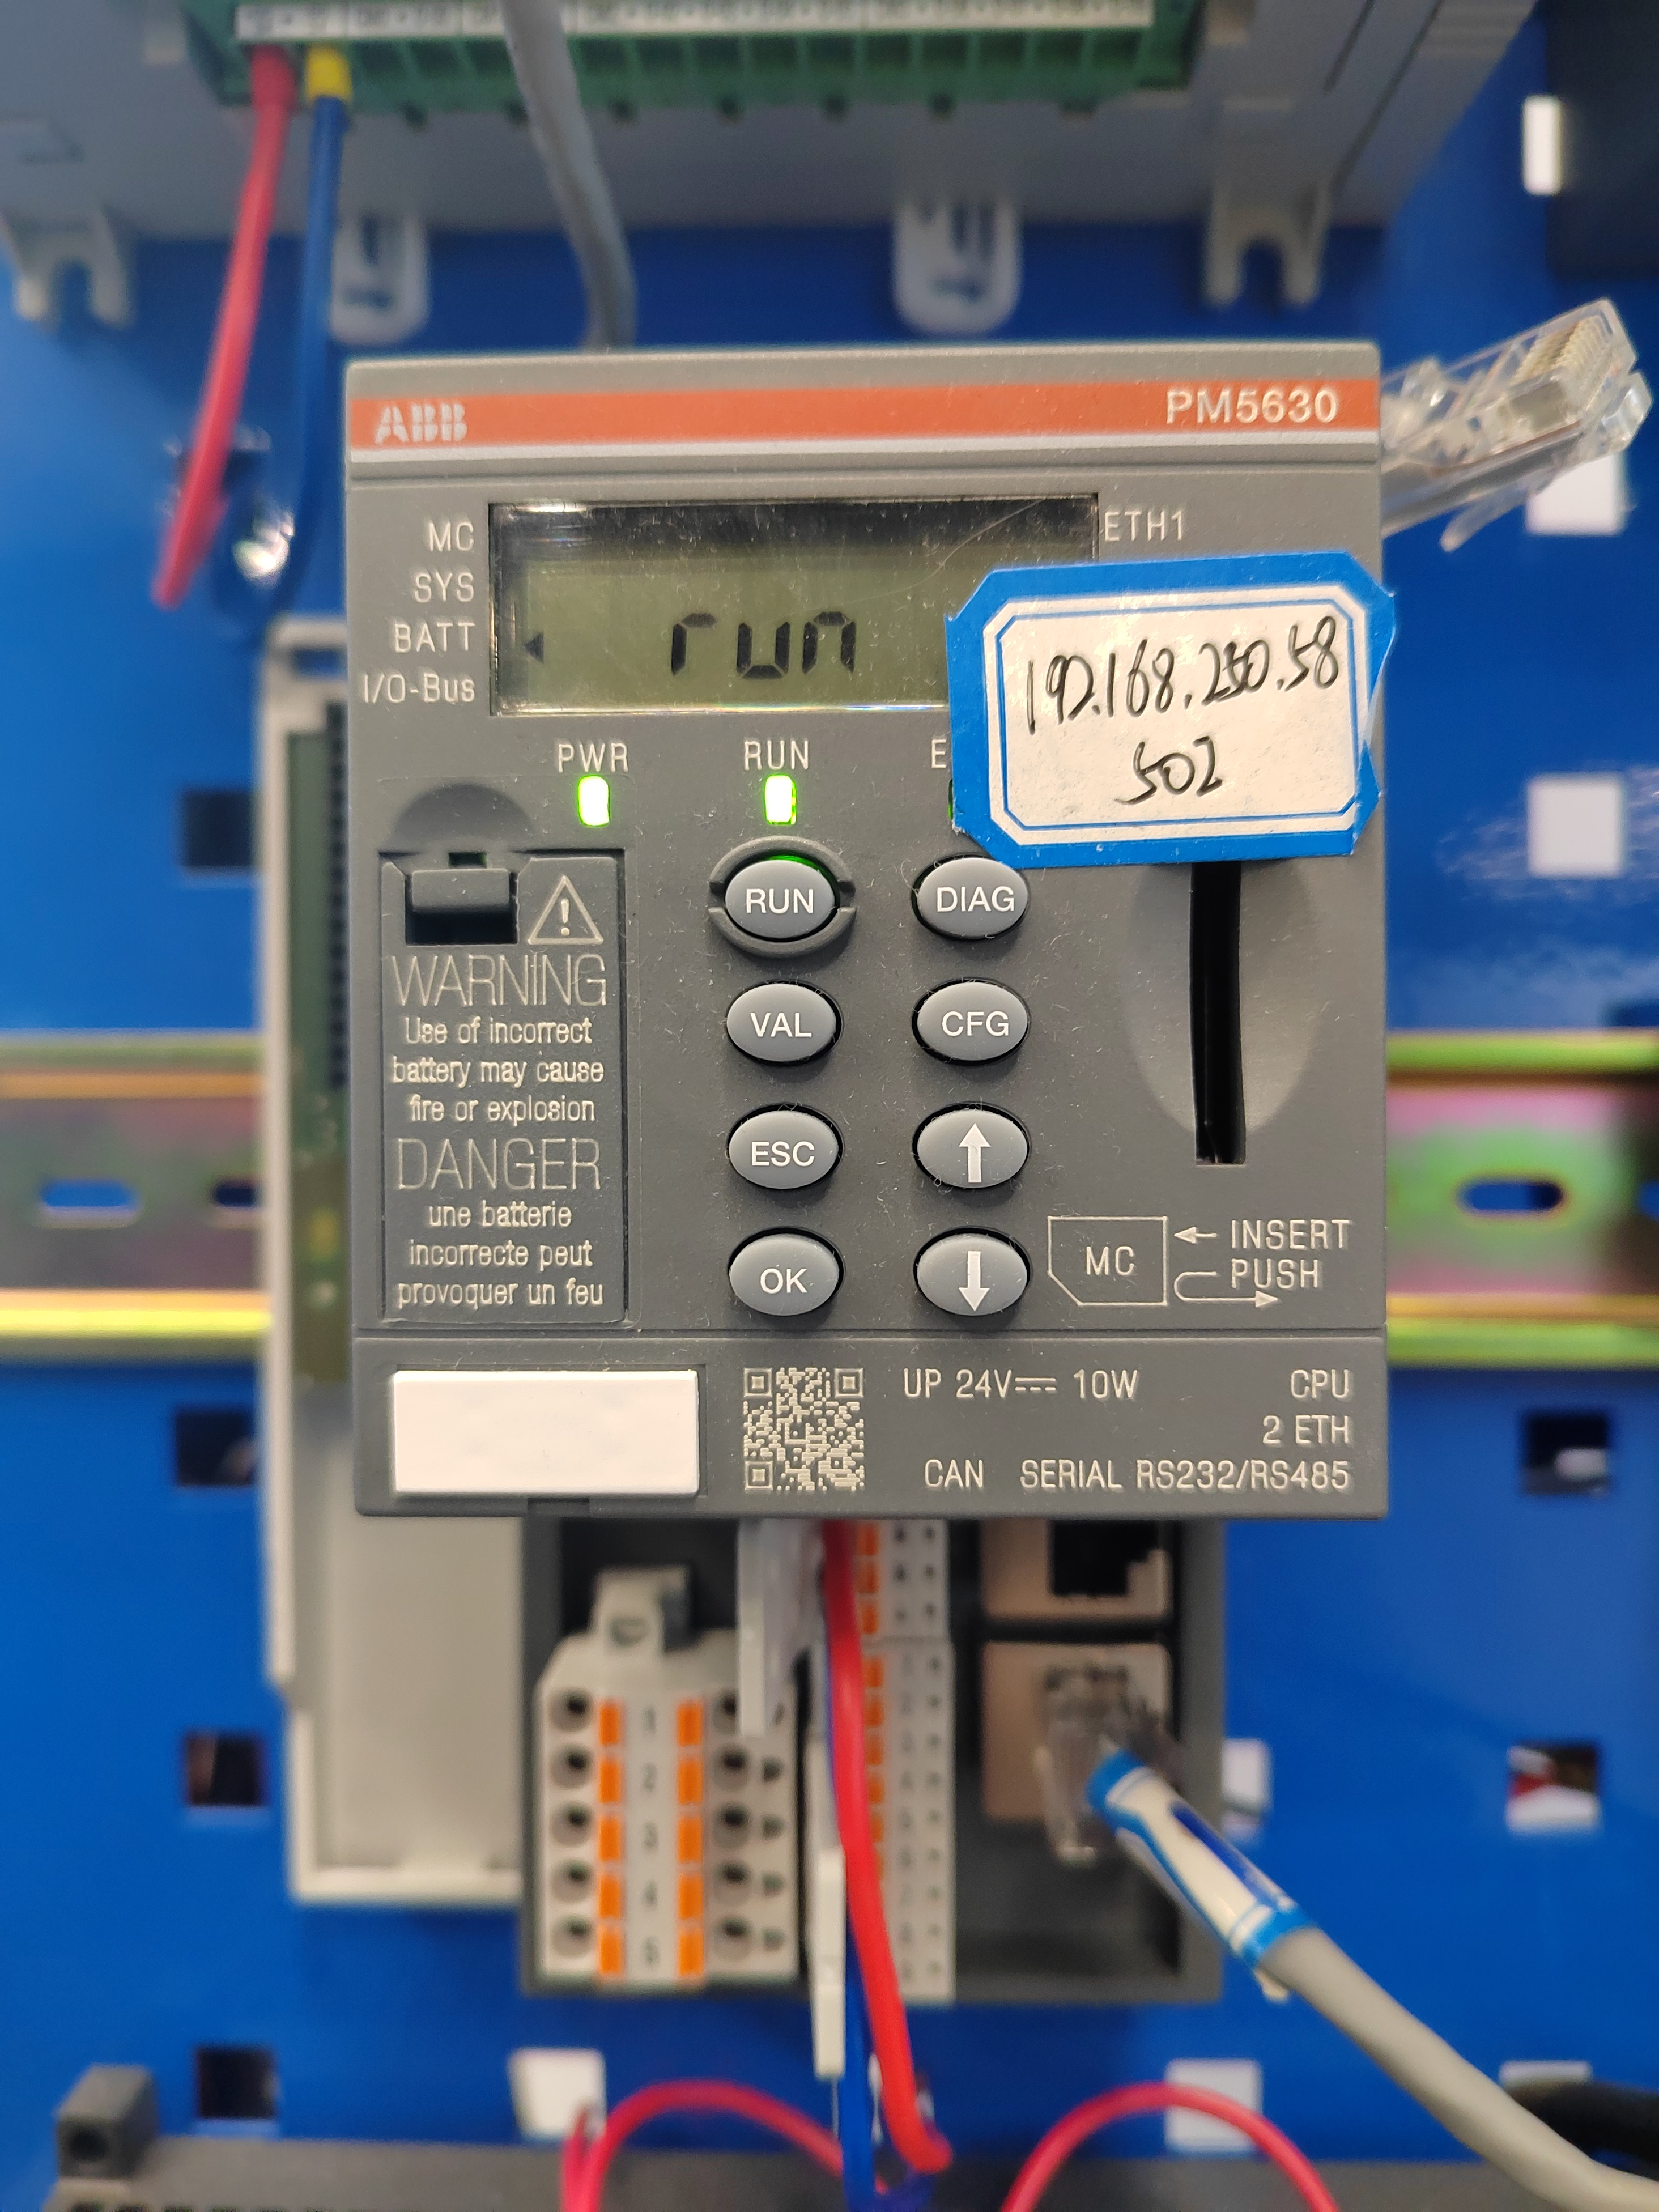 ABB
PM5630
MC
SYS
BATT
I/O-Bus
ETH1
run
192.168.250.58
502
PWR
RUN
E
RUN
DIAG
VAL
CFG
ESC
OK
WARNING
Use of incorrect
battery may cause
fire or explosion
DANGER
une batterie
incorrecte peut
provoquer un feu
MC
INSERT
PUSH
UP 24V 10W
CPU
2 ETH
CAN SERIAL RS232/RS485
1
2
3
4
5